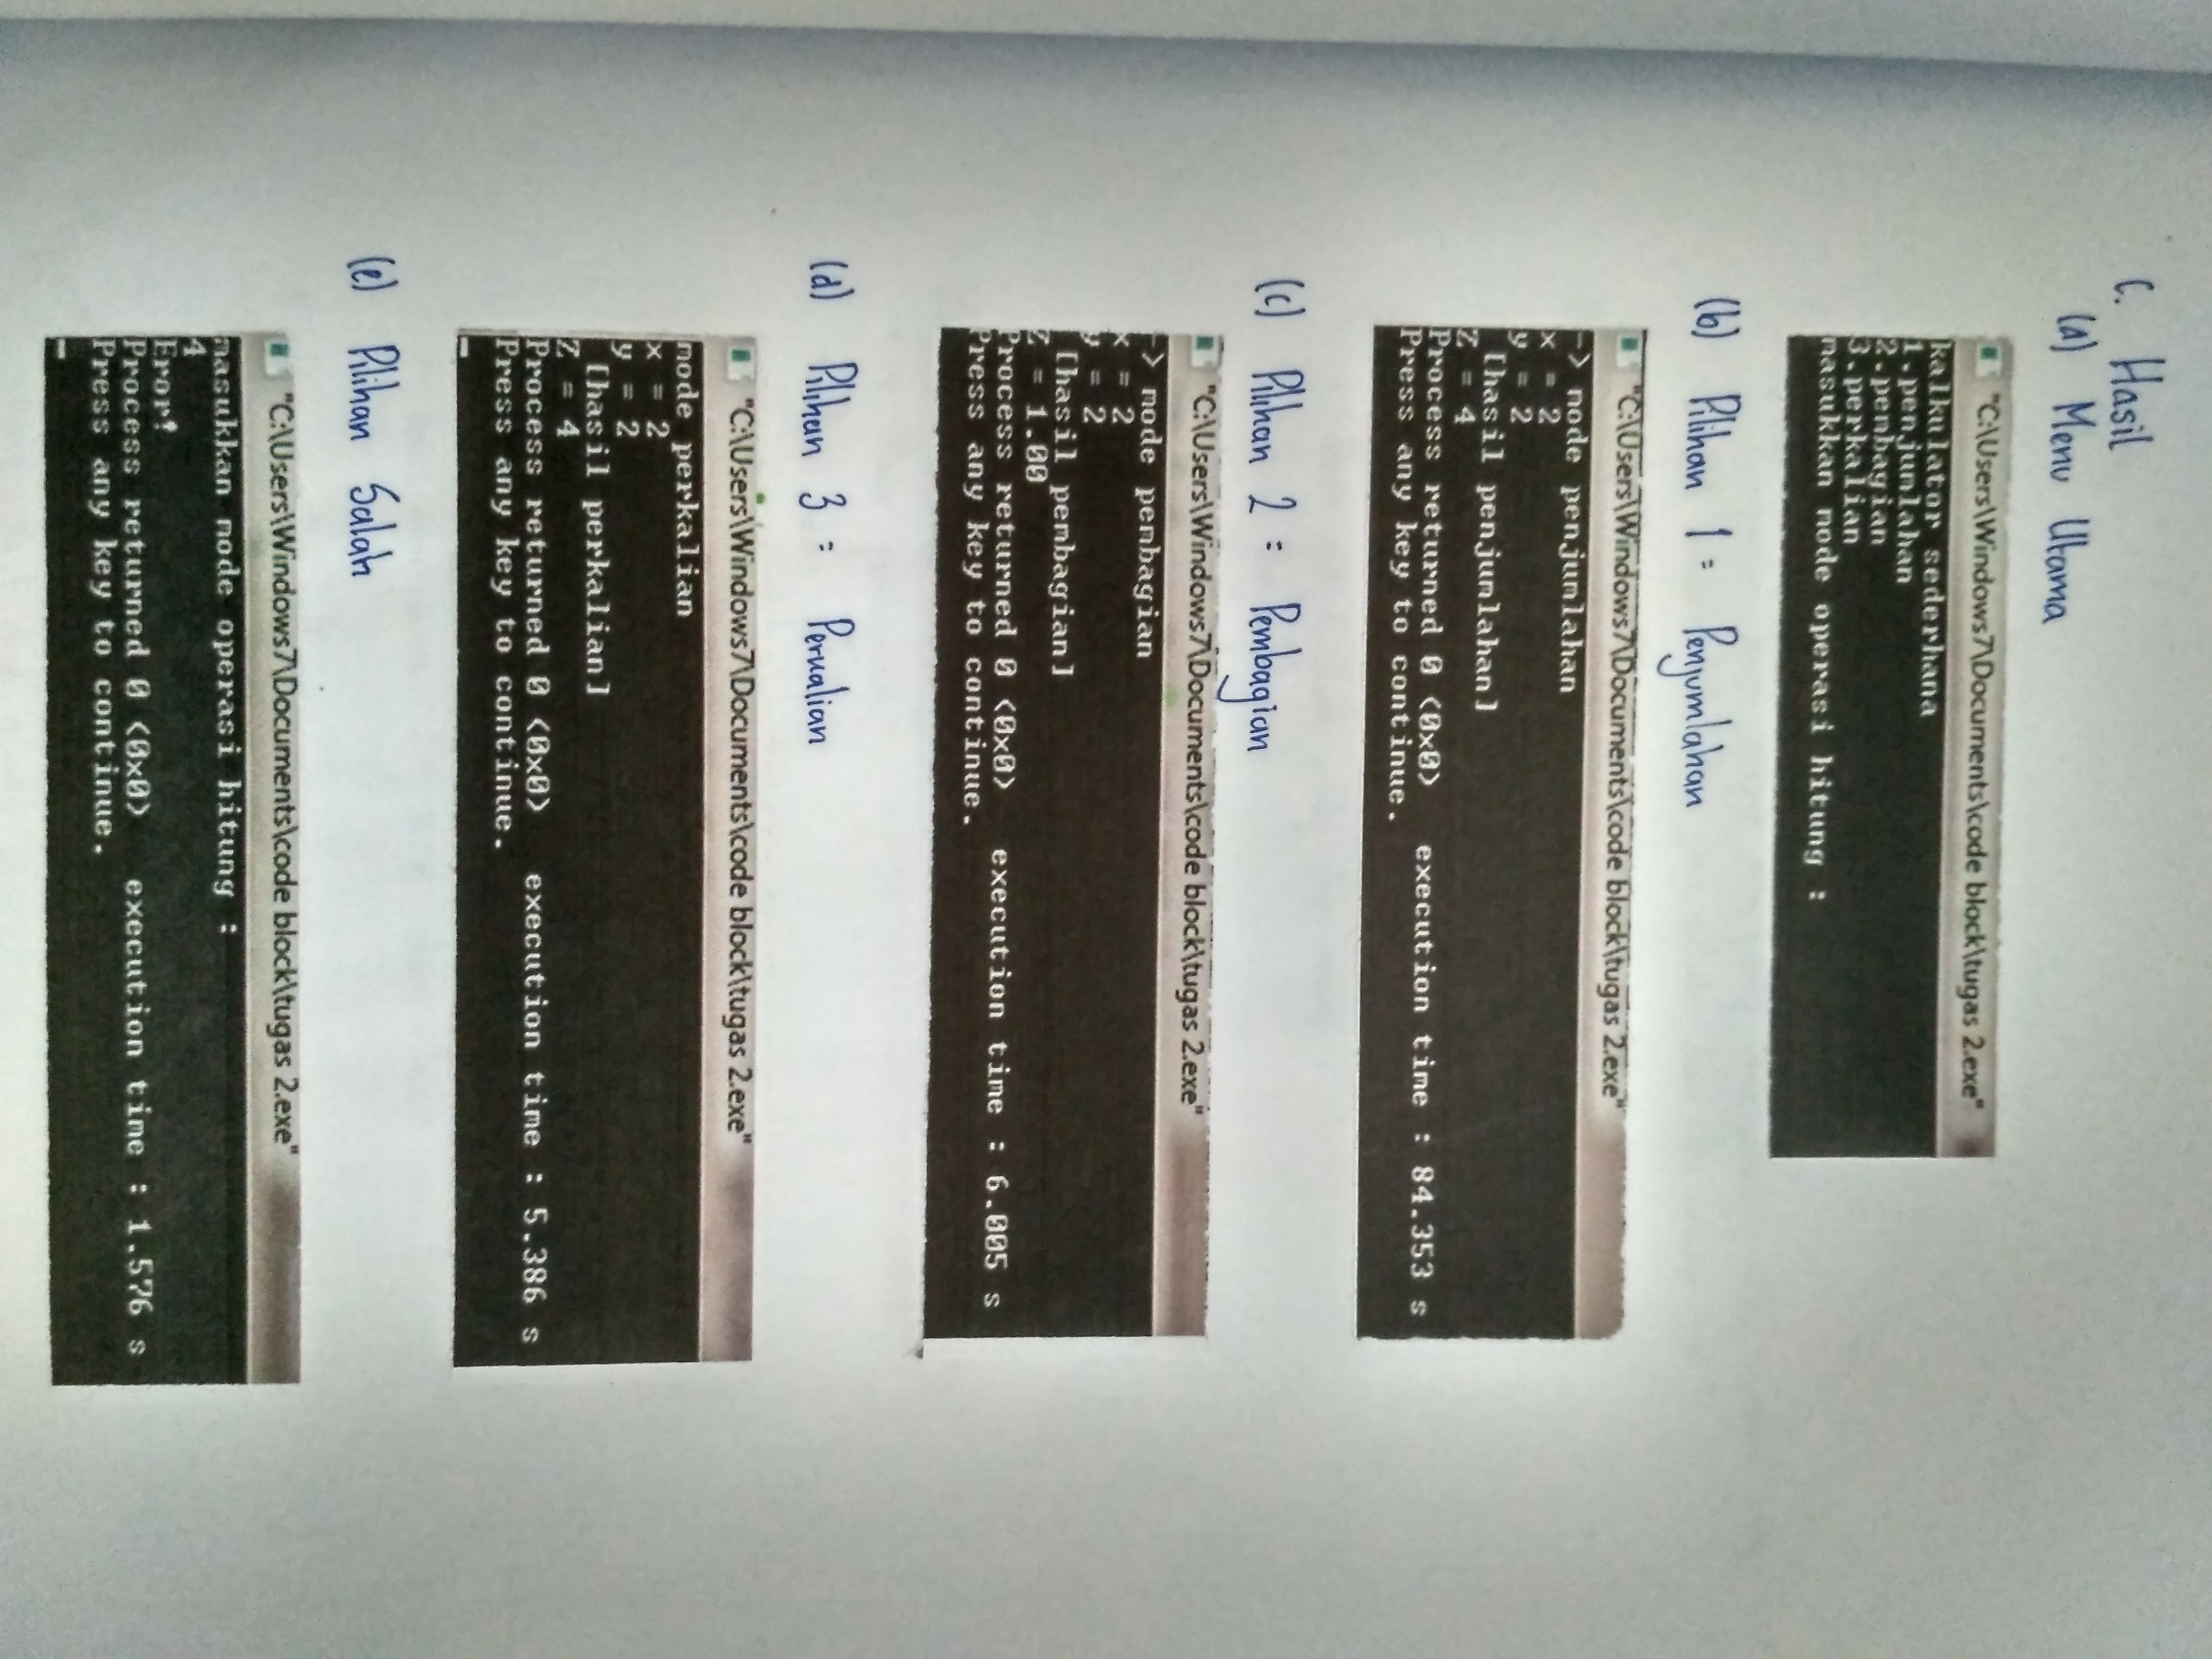 C. Hasil
(a) Menu Utama
"C:\Users\Windows7\Documents\code block\tugas 2.exe"
kalkulator sederhana
1.penjumlahan
2.pembagian
3.perkalian
masukkan mode operasi hitung :
(b) Pilihan 1 : Penjumlahan
"C:\Users\Windows7\Documents\code block\tugas 2.exe"
-> mode penjumlahan
x = 2
y = 2
[hasil penjumlahan]
Z = 4
Process returned 0 (0x0) execution time : 84.353 s
Press any key to continue.
(c) Pilihan 2 : Pembagian
"C:\Users\Windows7\Documents\code block\tugas 2.exe"
-> mode pembagian
x = 2
y = 2
[hasil pembagian]
Z = 1.00
Process returned 0 (0x0) execution time : 6.005 s
Press any key to continue.
(d) Pilihan 3 : Perkalian
"C:\Users\Windows7\Documents\code block\tugas 2.exe"
mode perkalian
x = 2
y = 2
[hasil perkalian]
Z = 4
Process returned 0 (0x0) execution time : 5.386 s
Press any key to continue.
(e) Pilihan Salah
"C:\Users\Windows7\Documents\code block\tugas 2.exe"
masukkan mode operasi hitung :
4
Eror!
Process returned 0 (0x0) execution time : 1.576 s
Press any key to continue.